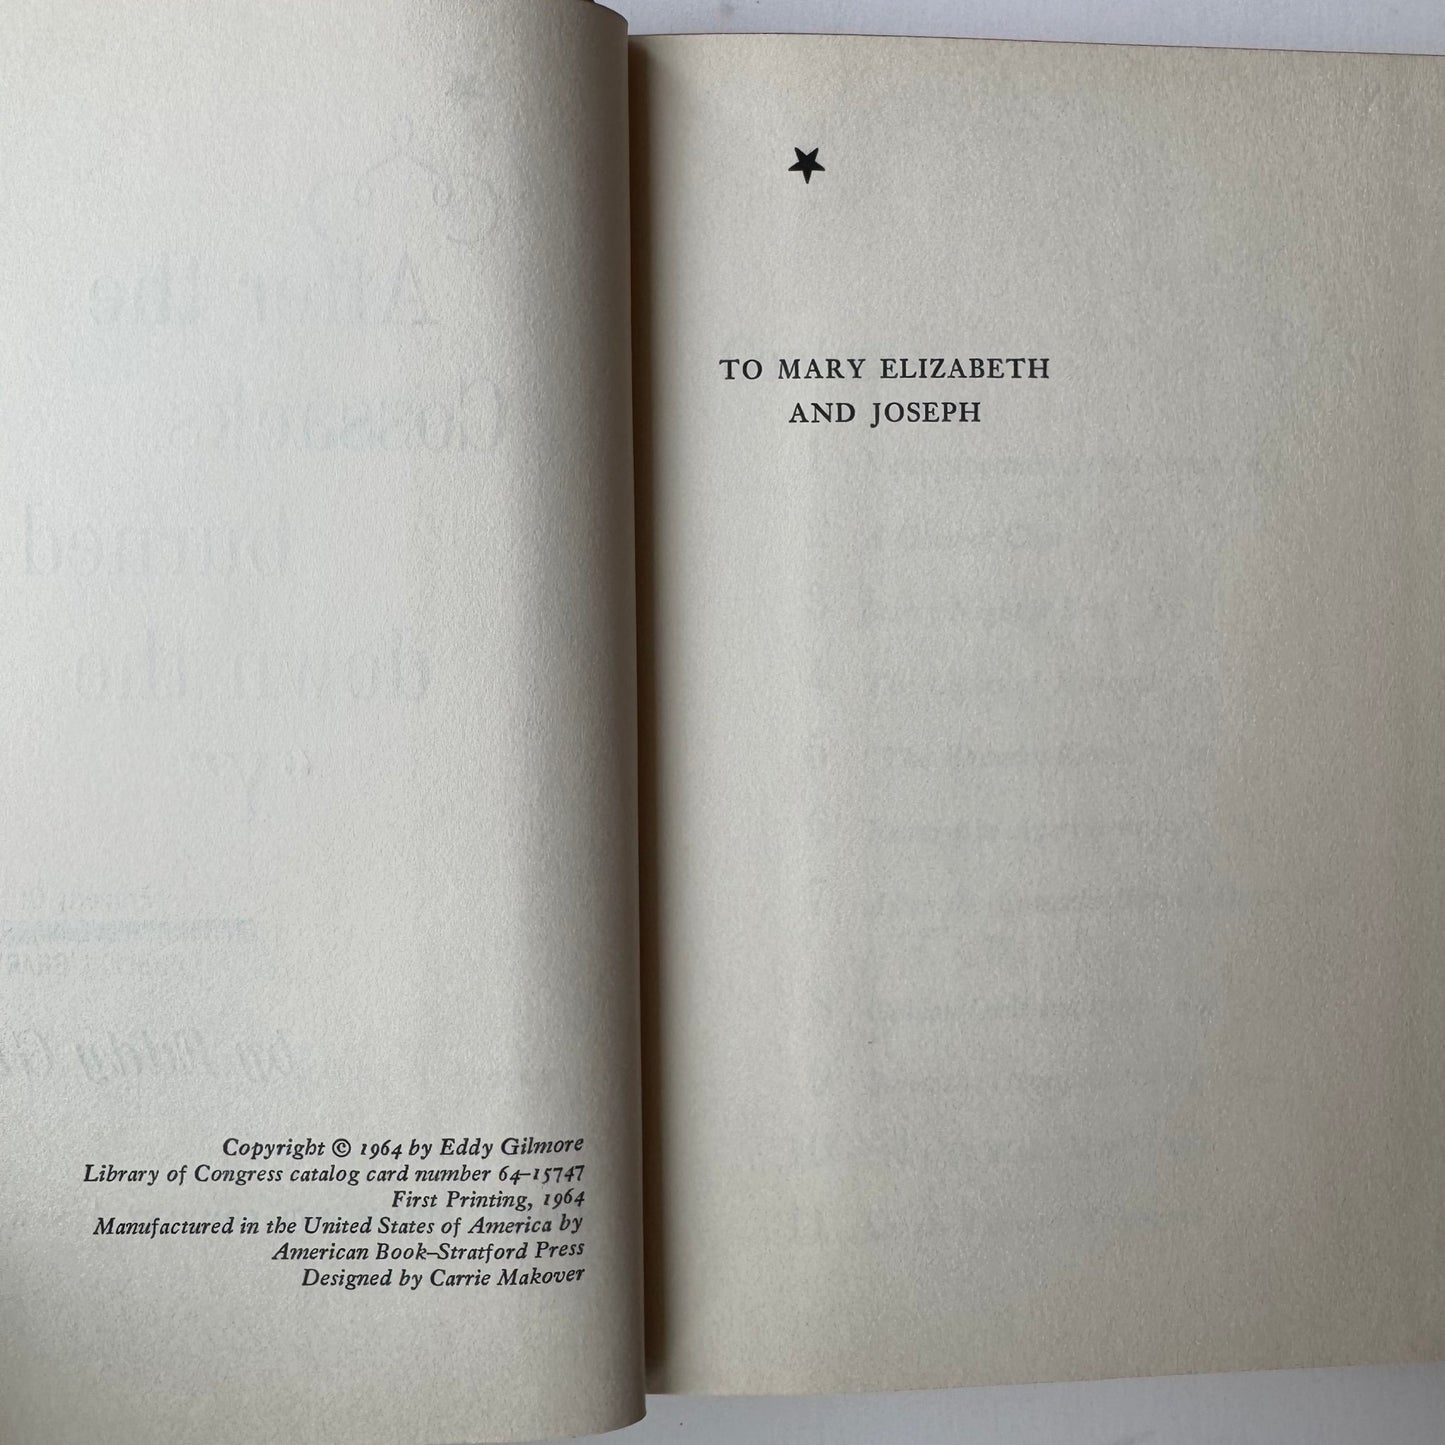 Copyright © 1964 by Eddy Gilmore
Library of Congress catalog card number 64–15747
First Printing, 1964
Manufactured in the United States of America by
American Book–Stratford Press
Designed by Carrie Makover
TO MARY ELIZABETH
AND JOSEPH